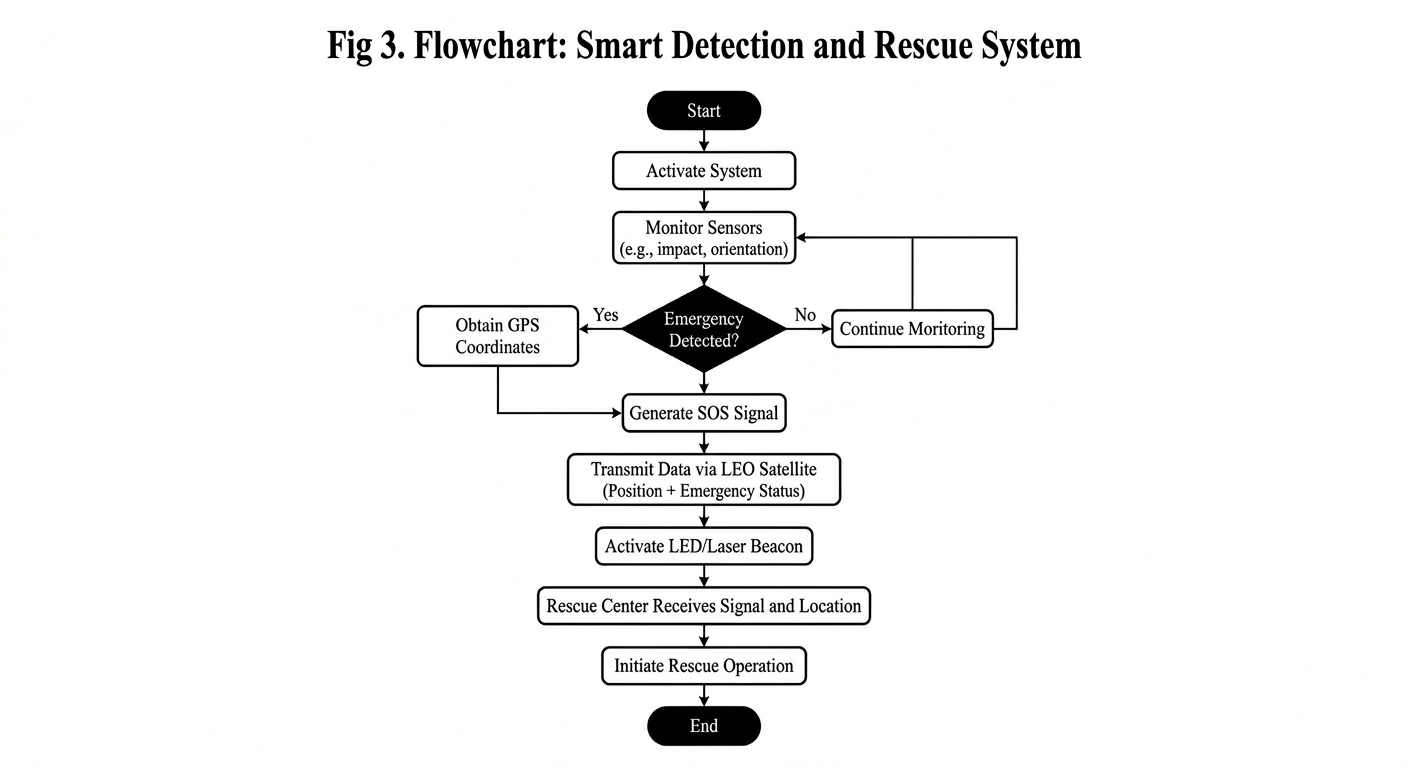 Fig 3. Flowchart: Smart Detection and Rescue System
Start
Activate System
Monitor Sensors
(e.g., impact, orientation)
Emergency
Detected?
Yes
No
Obtain GPS
Coordinates
Continue Moritoring
Generate SOS Signal
Transmit Data via LEO Satellite
(Position + Emergency Status)
Activate LED/Laser Beacon
Rescue Center Receives Signal and Location
Initiate Rescue Operation
End